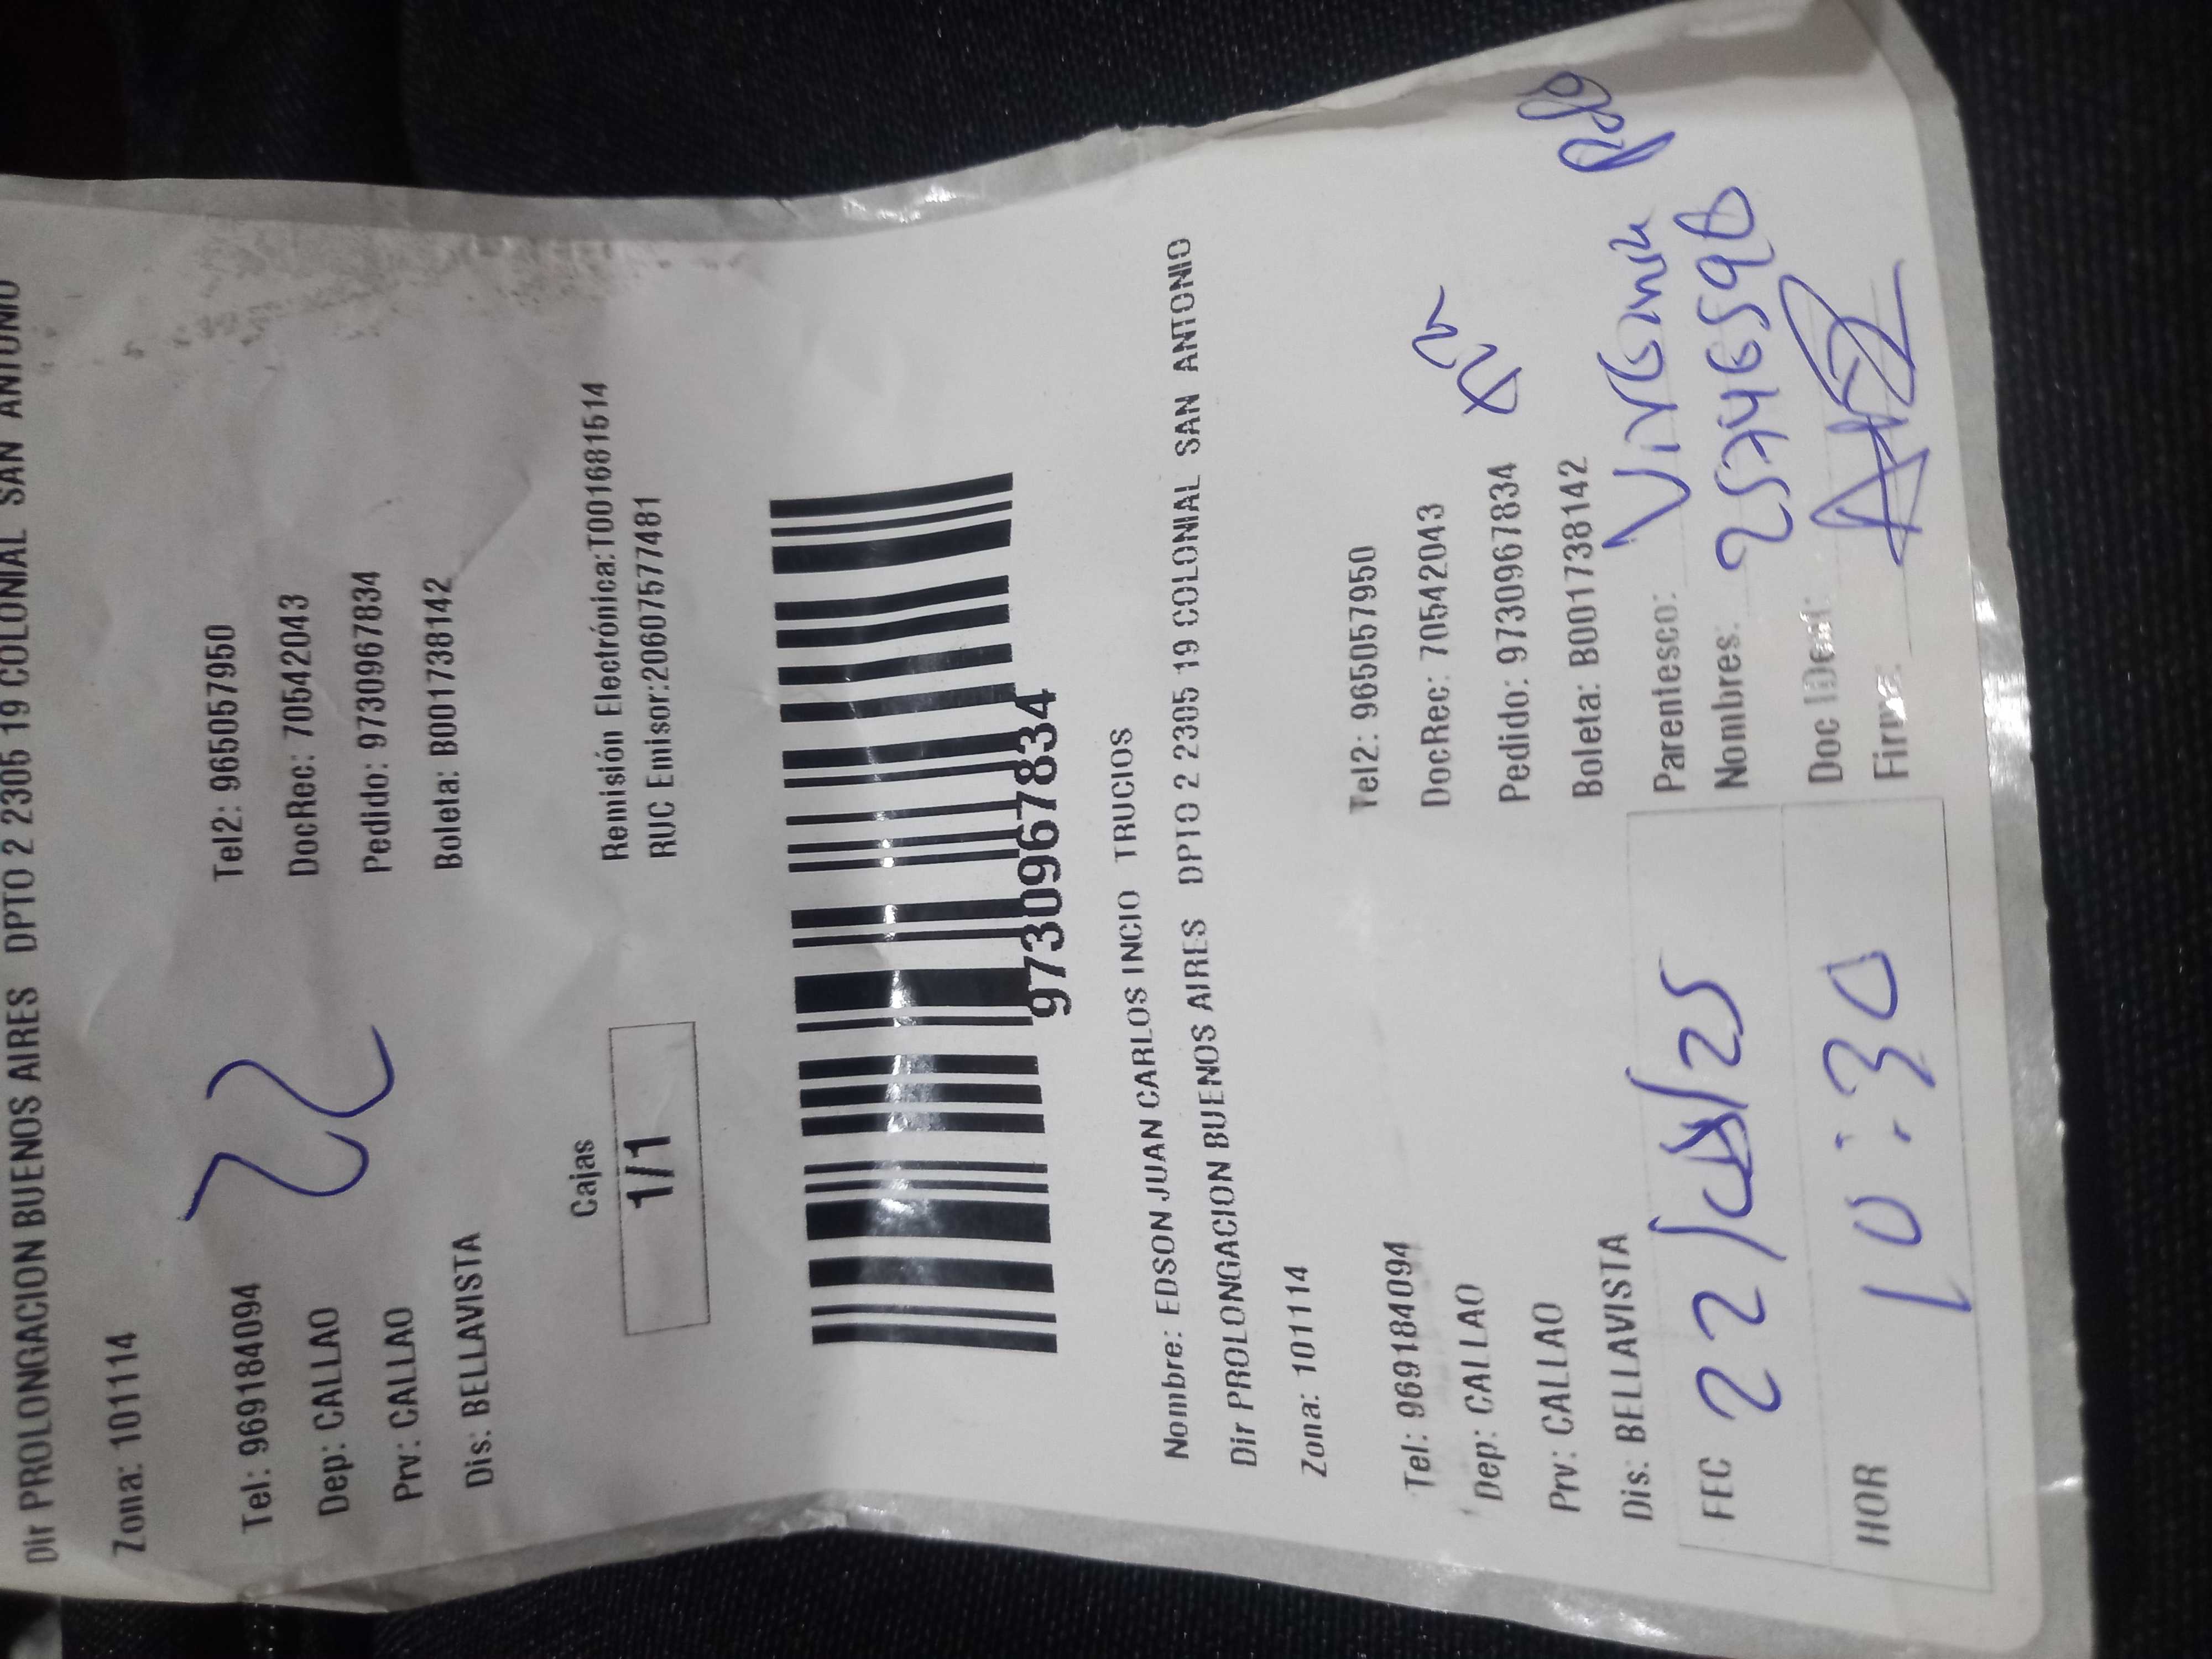 Dir PROLONGACION BUENOS AIRES DPTO 2 2305 19 COLONIAL SAN ANTONIO
Zona: 101114
22
Tel: 969184094 Tel2: 965057950
Dep: CALLAO DocRec: 70542043
Prv: CALLAO Pedido: 9730967834
Dis: BELLAVISTA Boleta: B001738142
Cajas
1/1
Remisión Electrónica:T001681514
RUC Emisor:20607577481
9730967834
Nombre: EDSON JUAN CARLOS INCIO TRUCIOS
Dir PROLONGACION BUENOS AIRES DPTO 2 2305 19 COLONIAL SAN ANTONIO
Zona: 101114
Tel: 969184094 Tel2: 965057950
Dep: CALLAO DocRec: 70542043
Prv: CALLAO Pedido: 9730967834
Dis: BELLAVISTA Boleta: B001738142
FEC 22/ /25
HOR 10:30
Parentesco:
Nombres:
Doc IDent:
Firma: